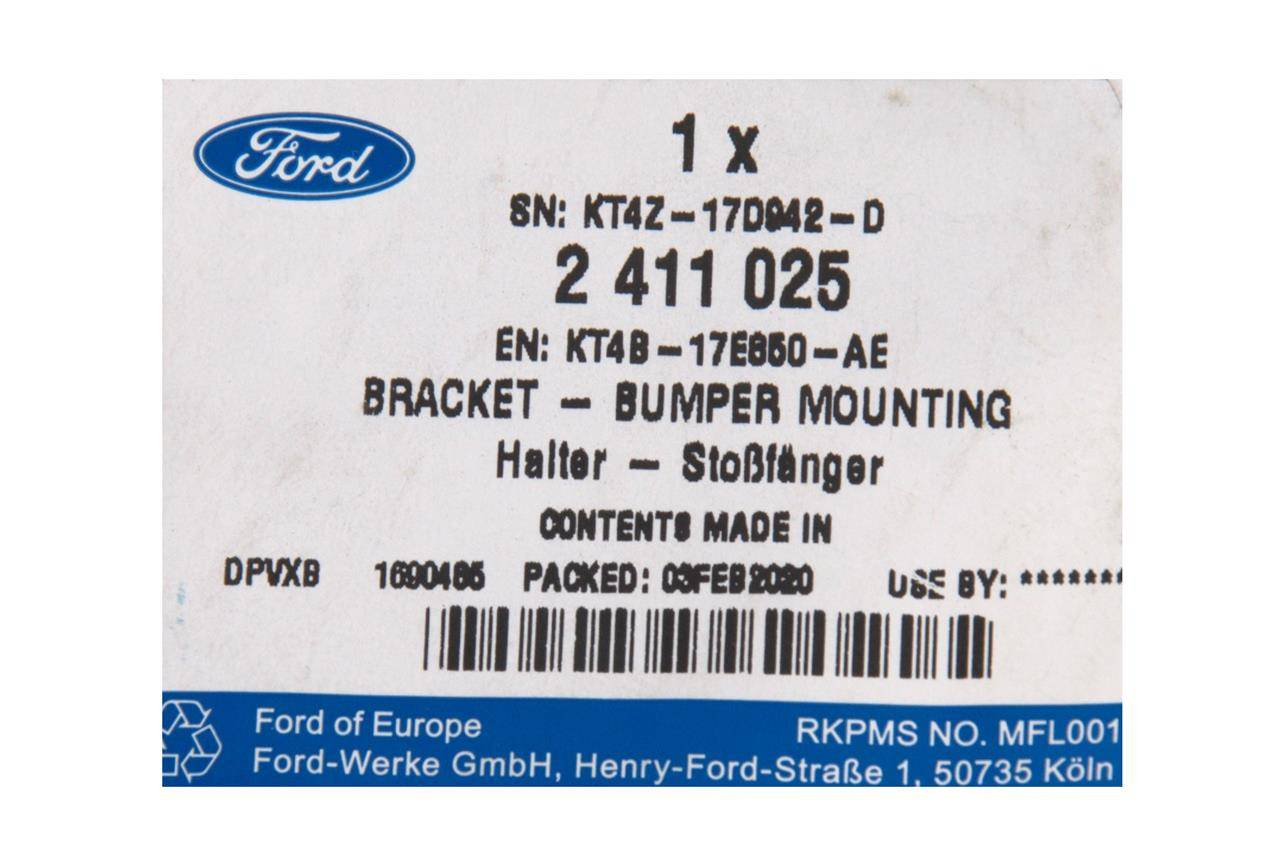 Ford
1 x
SN: KT4Z-17D942-D
2 411 025
EN: KT4B-17E850-AE
BRACKET - BUMPER MOUNTING
Halter - Stoßfänger
CONTENTS MADE IN
DPVXB 1690485 PACKED: 03FEB2020 USE BY: *******
Ford of Europe RKPMS NO. MFL001
Ford-Werke GmbH, Henry-Ford-Straße 1, 50735 Köln